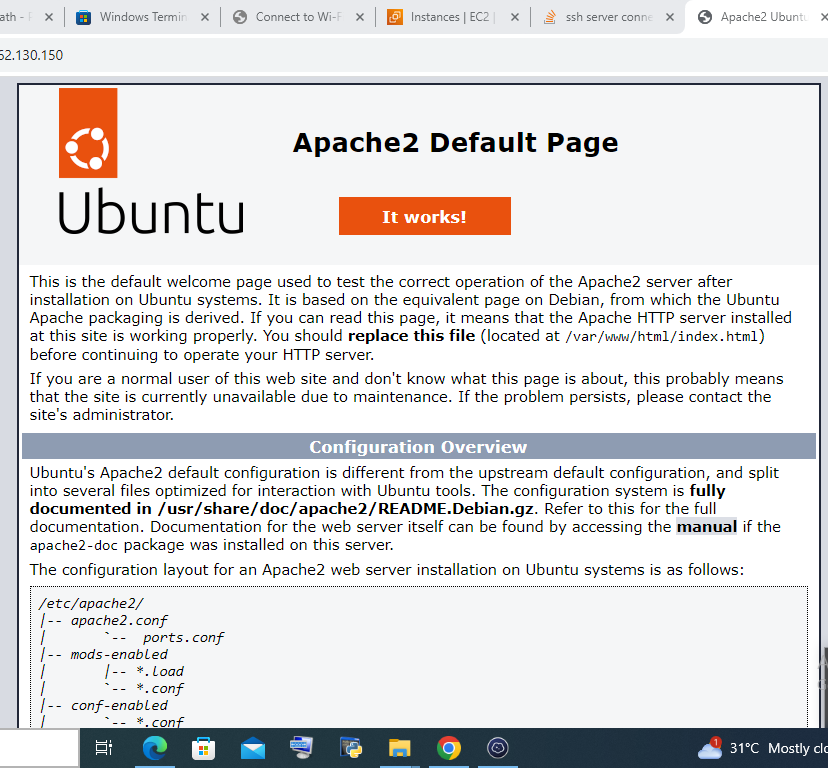 ath -
Windows Termin
Connect to Wi-F
Instances | EC2 |
ssh server conne
Apache2 Ubuntu
62.130.150
Apache2 Default Page
Ubuntu
It works!
This is the default welcome page used to test the correct operation of the Apache2 server after
installation on Ubuntu systems. It is based on the equivalent page on Debian, from which the Ubuntu
Apache packaging is derived. If you can read this page, it means that the Apache HTTP server installed
at this site is working properly. You should replace this file (located at /var/www/html/index.html)
before continuing to operate your HTTP server.
If you are a normal user of this web site and don't know what this page is about, this probably means
that the site is currently unavailable due to maintenance. If the problem persists, please contact the
site's administrator.
Configuration Overview
Ubuntu's Apache2 default configuration is different from the upstream default configuration, and split
into several files optimized for interaction with Ubuntu tools. The configuration system is fully
documented in /usr/share/doc/apache2/README.Debian.gz. Refer to this for the full
documentation. Documentation for the web server itself can be found by accessing the manual if the
apache2-doc package was installed on this server.
The configuration layout for an Apache2 web server installation on Ubuntu systems is as follows:
/etc/apache2/
|-- apache2.conf
|       `--  ports.conf
|-- mods-enabled
|       |-- *.load
|       `-- *.conf
|-- conf-enabled
|       `-- *.conf
1
31°C Mostly clo